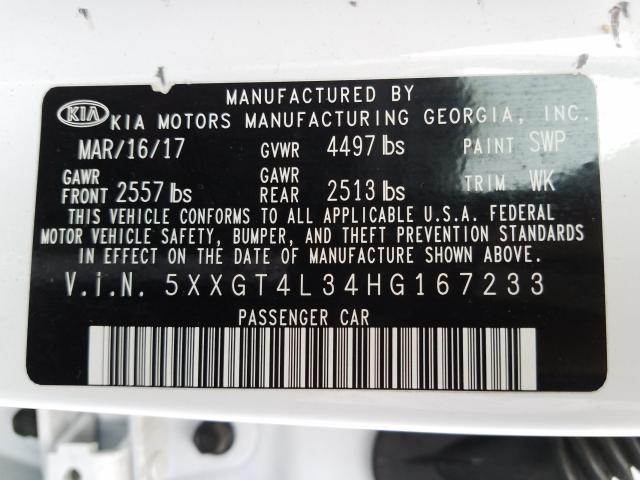 MANUFACTURED BY
KIA KIA MOTORS MANUFACTURING GEORGIA, INC.
MAR/16/17 GVWR 4497 lbs PAINT SWP
GAWR FRONT 2557 lbs GAWR REAR 2513 lbs TRIM WK
THIS VEHICLE CONFORMS TO ALL APPLICABLE U.S.A. FEDERAL
MOTOR VEHICLE SAFETY, BUMPER, AND THEFT PREVENTION STANDARDS
IN EFFECT ON THE DATE OF MANUFACTURE SHOWN ABOVE.
V.i.N. 5XXGT4L34HG167233
PASSENGER CAR